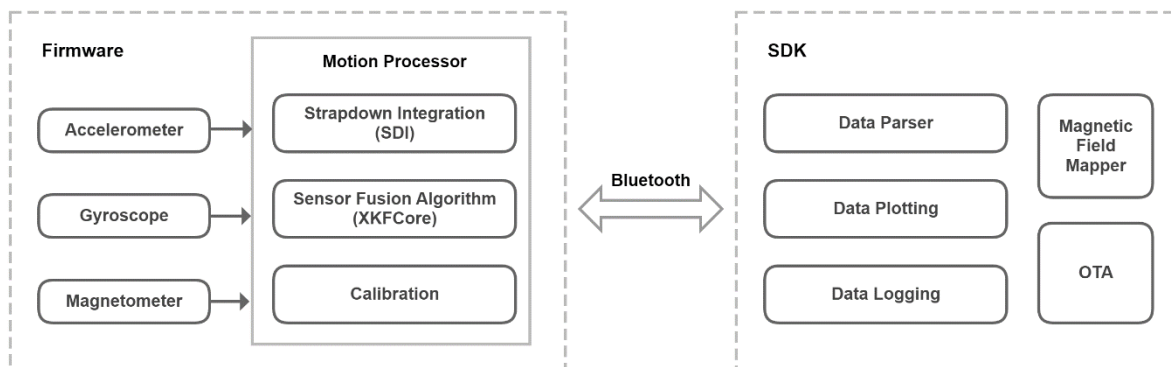 Firmware
Motion Processor
Accelerometer
Gyroscope
Magnetometer
Strapdown Integration
(SDI)
Sensor Fusion Algorithm
(XKFCore)
Calibration
Bluetooth
SDK
Data Parser
Data Plotting
Data Logging
Magnetic
Field
Mapper
OTA